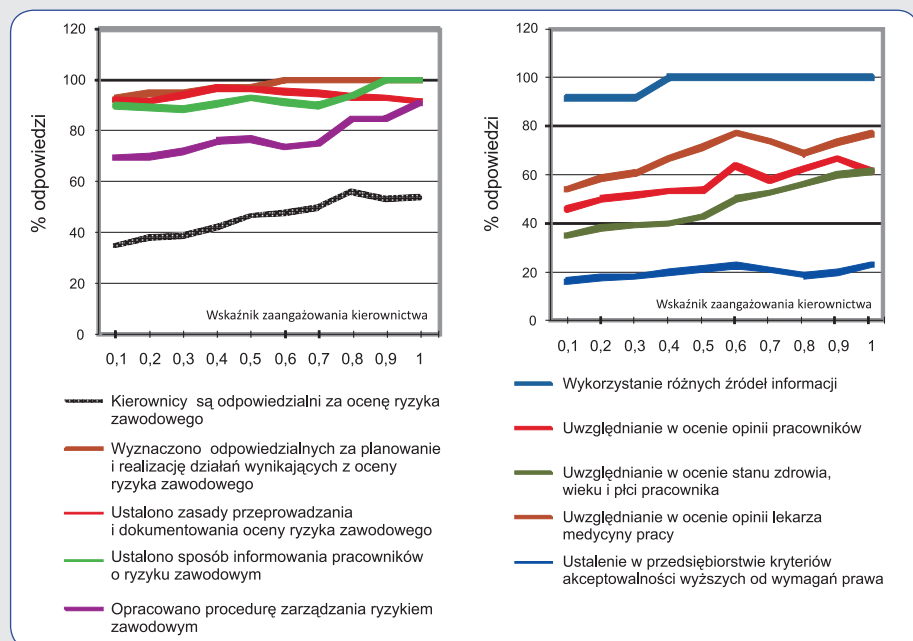 120
100
80
60
40
20
0
% odpowiedzi
Wskaźnik zaangażowania kierownictwa
0,1 0,2 0,3 0,4 0,5 0,6 0,7 0,8 0,9 1
Kierownicy są odpowiedzialni za ocenę ryzyka
zawodowego
Wyznaczono odpowiedzialnych za planowanie
i realizację działań wynikających z oceny
ryzyka zawodowego
Ustalono zasady przeprowadzania
i dokumentowania oceny ryzyka zawodowego
Ustalono sposób informowania pracowników
o ryzyku zawodowym
Opracowano procedurę zarządzania ryzykiem
zawodowym
120
100
80
60
40
20
0
% odpowiedzi
Wskaźnik zaangażowania kierownictwa
0,1 0,2 0,3 0,4 0,5 0,6 0,7 0,8 0,9 1
Wykorzystanie różnych źródeł informacji
Uwzględnianie w ocenie opinii pracowników
Uwzględnianie w ocenie stanu zdrowia,
wieku i płci pracownika
Uwzględnianie w ocenie opinii lekarza
medycyny pracy
Ustalenie w przedsiębiorstwie kryteriów
akceptowalności wyższych od wymagań prawa